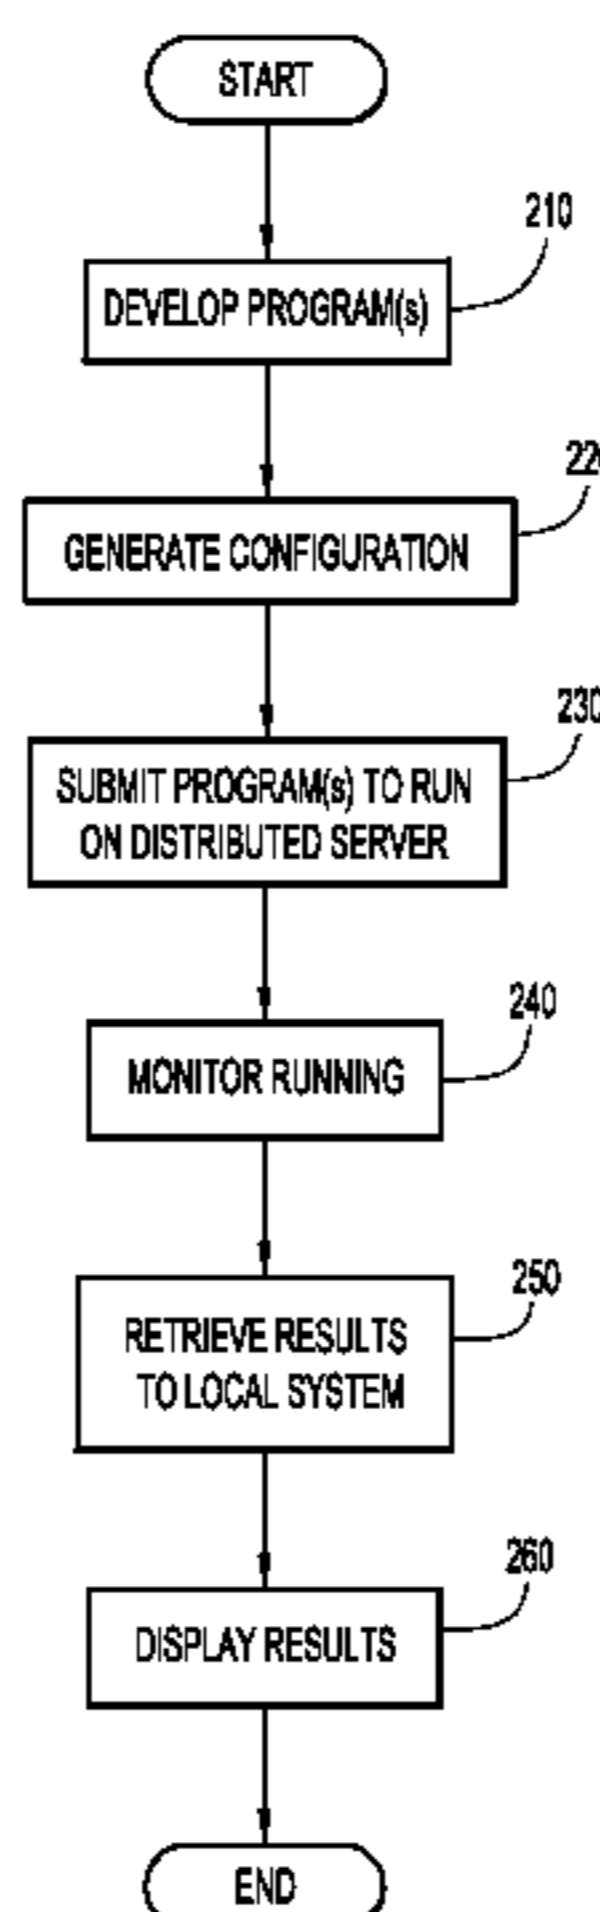 START
210
DEVELOP PROGRAM(s)
220
GENERATE CONFIGURATION
230
SUBMIT PROGRAM(s) TO RUN
ON DISTRIBUTED SERVER
240
MONITOR RUNNING
250
RETRIEVE RESULTS
TO LOCAL SYSTEM
260
DISPLAY RESULTS
END